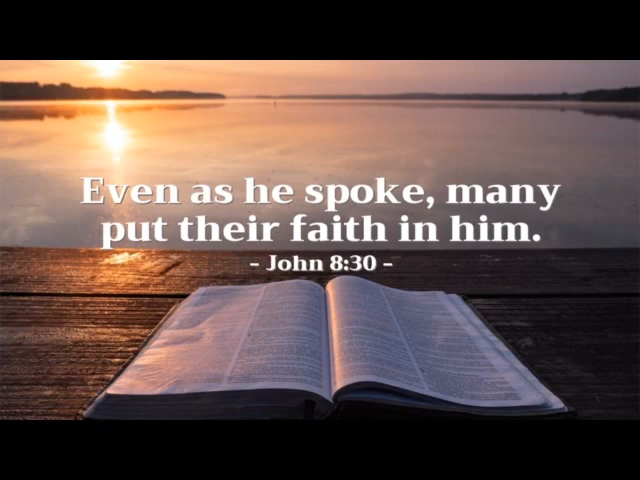 Even as he spoke, many
put their faith in him.
- John 8:30 -